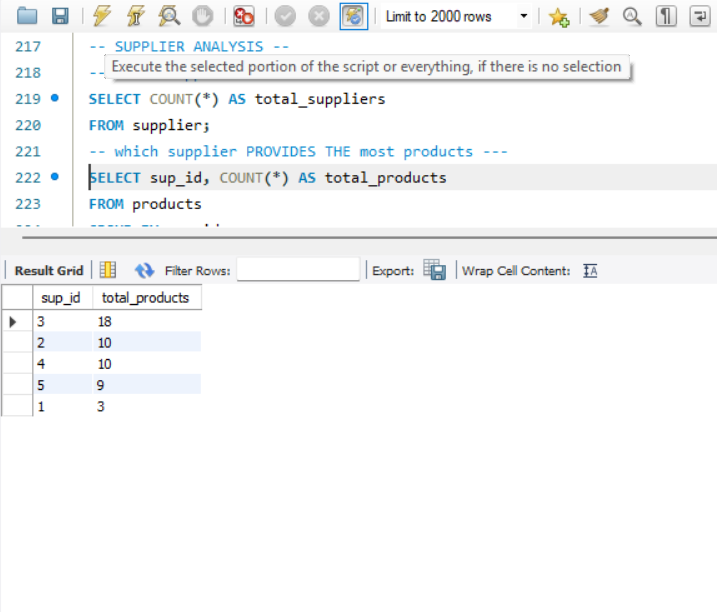 Limit to 2000 rows
217 -- SUPPLIER ANALYSIS --
Execute the selected portion of the script or everything, if there is no selection
218 --
219 SELECT COUNT(*) AS total_suppliers
220 FROM supplier;
221 -- which supplier PROVIDES THE most products ---
222 SELECT sup_id, COUNT(*) AS total_products
223 FROM products
Result Grid Filter Rows: Export: Wrap Cell Content:
sup_id total_products
3 18
2 10
4 10
5 9
1 3